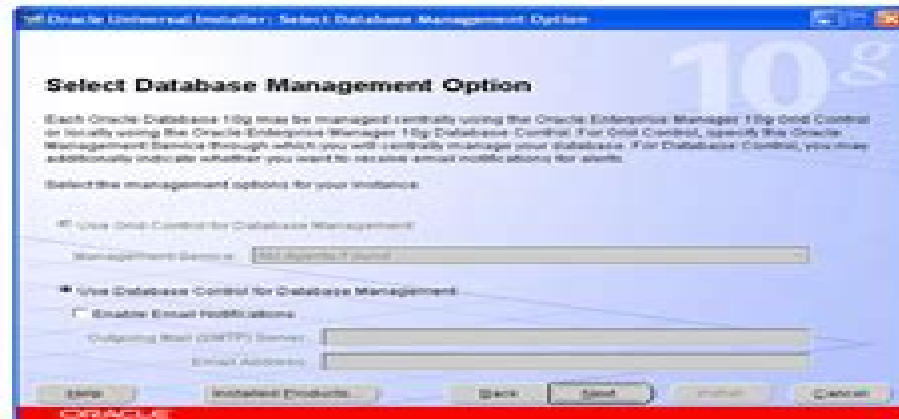 Oracle Universal Installer: Select Database Management Option
10g
Select Database Management Option
Each Oracle Database 10g may be managed centrally using the Oracle Enterprise Manager 10g Grid Control
or locally using the Oracle Enterprise Manager 10g Database Control. For Grid Control, specify the Oracle
Management Service through which you will centrally manage your database. For Database Control, you may
additionally indicate whether you want to receive email notifications for alerts.
Select the management options for your instance.
Use Grid Control for Database Management
Management Service No Agents Found
Use Database Control for Database Management
Enable Email Notifications
Outgoing Mail (SMTP) Server
Email Address
Help Installed Products... Back Next Install Cancel
ORACLE